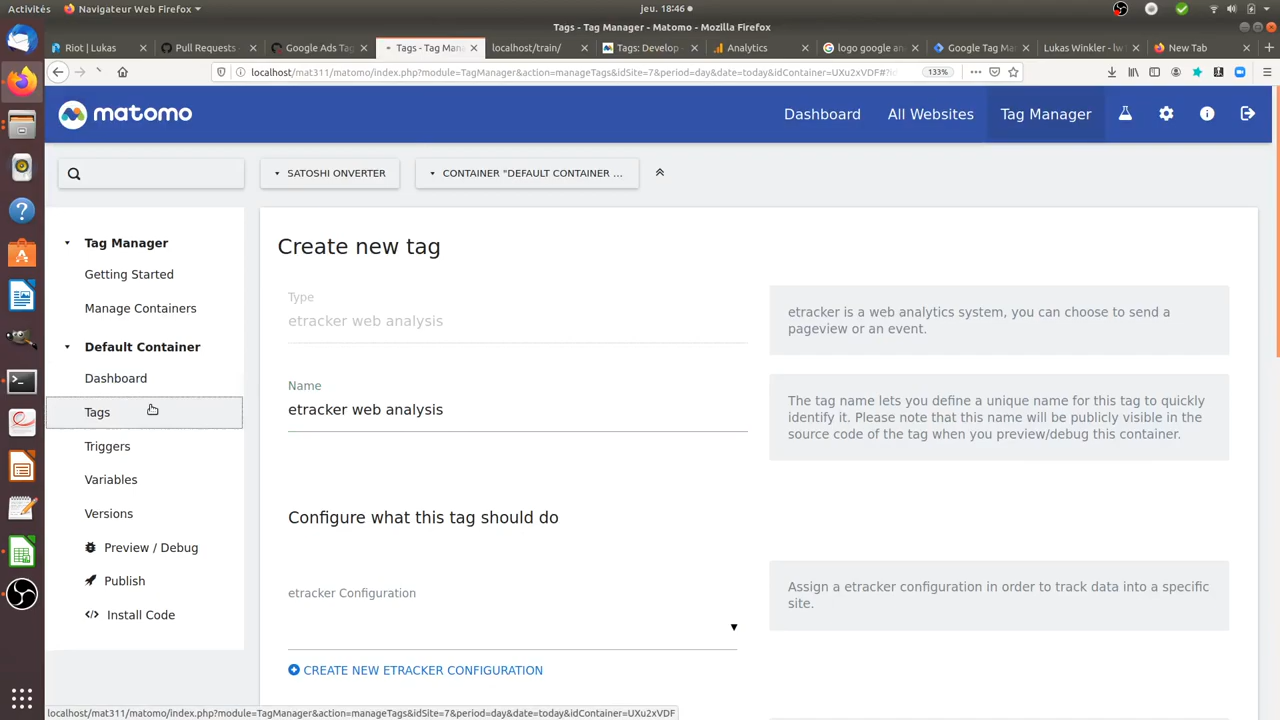 Activités
Navigateur Web Firefox
jeu. 18:46
Tags - Tag Manager - Matomo - Mozilla Firefox
Riot | Lukas
Pull Requests
Google Ads Tag
Tags - Tag Mana
localhost/train/
Tags: Develop -
Analytics
logo google an
Google Tag Man
Lukas Winkler - lw
New Tab
localhost/mat311/matomo/index.php?module=TagManager&action=manageTags&idSite=7&period=day&date=today&idContainer=UXu2xVDF#?id
133%
matomo
Dashboard
All Websites
Tag Manager
SATOSHI ONVERTER
CONTAINER "DEFAULT CONTAINER ...
Tag Manager
Getting Started
Manage Containers
Default Container
Dashboard
Tags
Triggers
Variables
Versions
Preview / Debug
Publish
Install Code
Create new tag
Type
etracker web analysis
etracker is a web analytics system, you can choose to send a
pageview or an event.
Name
etracker web analysis
The tag name lets you define a unique name for this tag to quickly
identify it. Please note that this name will be publicly visible in the
source code of the tag when you preview/debug this container.
Configure what this tag should do
etracker Configuration
Assign a etracker configuration in order to track data into a specific
site.
CREATE NEW ETRACKER CONFIGURATION
localhost/mat311/matomo/index.php?module=TagManager&action=manageTags&idSite=7&period=day&date=today&idContainer=UXu2xVDF